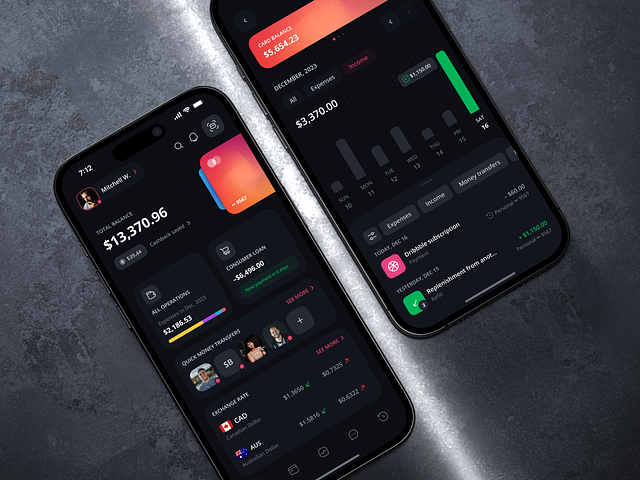 7:12
Mitchell W.
TOTAL BALANCE
$13,370.96
$39.44
Cashback saved
•• 9567
ALL OPERATIONS
Expenses in Dec, 2023
$2,186.53
CONSUMER LOAN
-$6,496.00
Next payment in 6 days
QUICK MONEY TRANSFERS
SEE MORE
SB
EXCHANGE RATE
SEE MORE
CAD
Canadian Dollar
$1.3650
$0.7325
AUS
Australian Dollar
$1.5816
$0.6322
CARD BALANCE
$5,654.23
DECEMBER, 2023
All
Expenses
Income
$3,370.00
$1,150.00
SUN
10
MON
11
TUE
12
WED
13
THU
14
FRI
15
SAT
16
Expenses
Income
Money transfers
TODAY, DEC 16
Dribbble subscription
Payment
- $60.00
Personal •• 9567
YESTERDAY, DEC 15
Replenishment from anot...
Refill
+ $1,150.00
Personal •• 9567
2